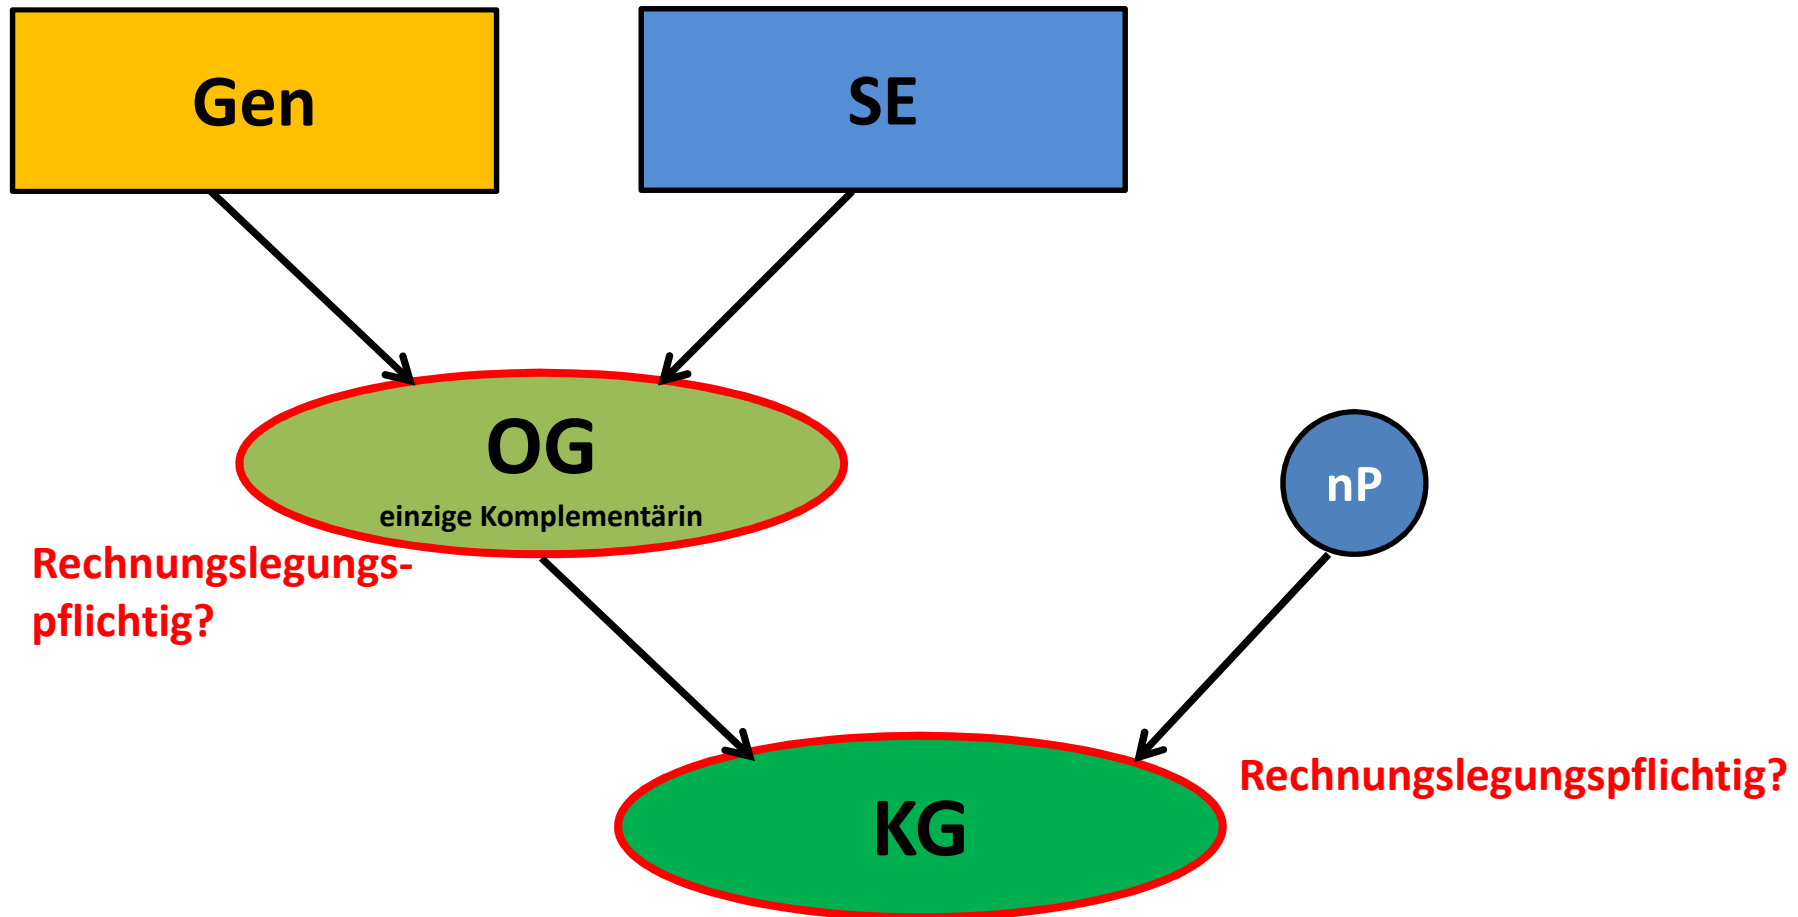 Gen
SE
OG
einzige Komplementärin
nP
Rechnungslegungs-
pflichtig?
Rechnungslegungspflichtig?
KG